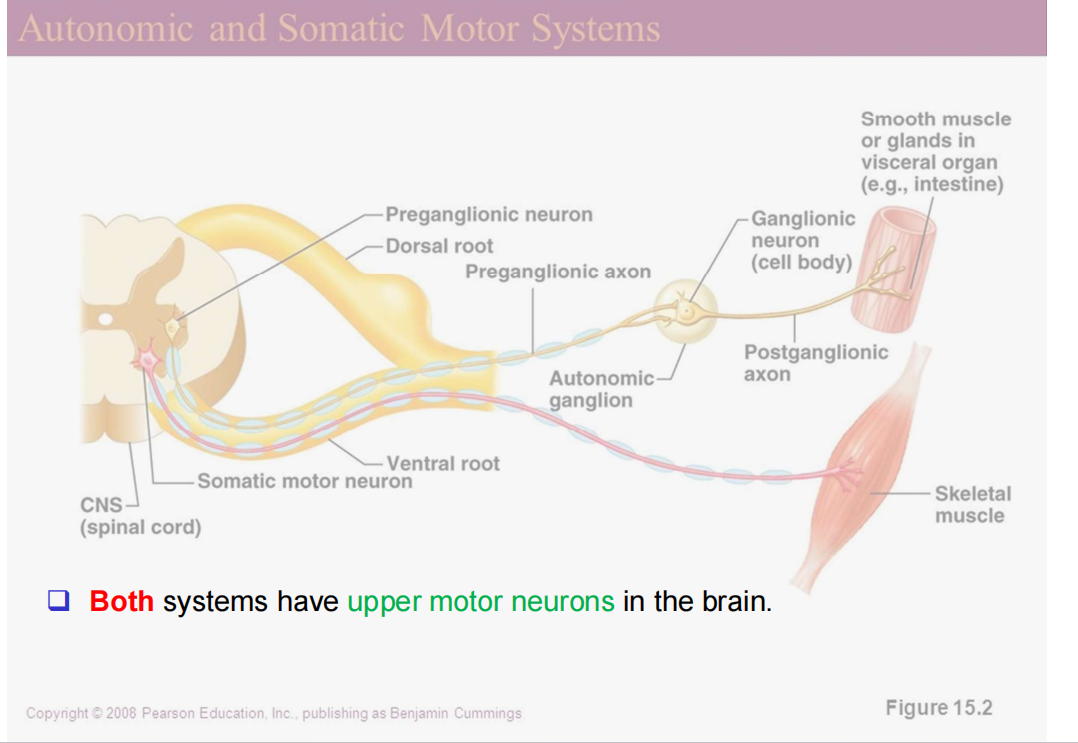 Autonomic and Somatic Motor Systems
Smooth muscle
or glands in
visceral organ
(e.g., intestine)
Preganglionic neuron
Dorsal root
Preganglionic axon
Ganglionic
neuron
(cell body)
Postganglionic
axon
Autonomic
ganglion
Ventral root
Somatic motor neuron
CNS
(spinal cord)
Skeletal
muscle
❑ Both systems have upper motor neurons in the brain.
Copyright © 2008 Pearson Education, Inc., publishing as Benjamin Cummings
Figure 15.2